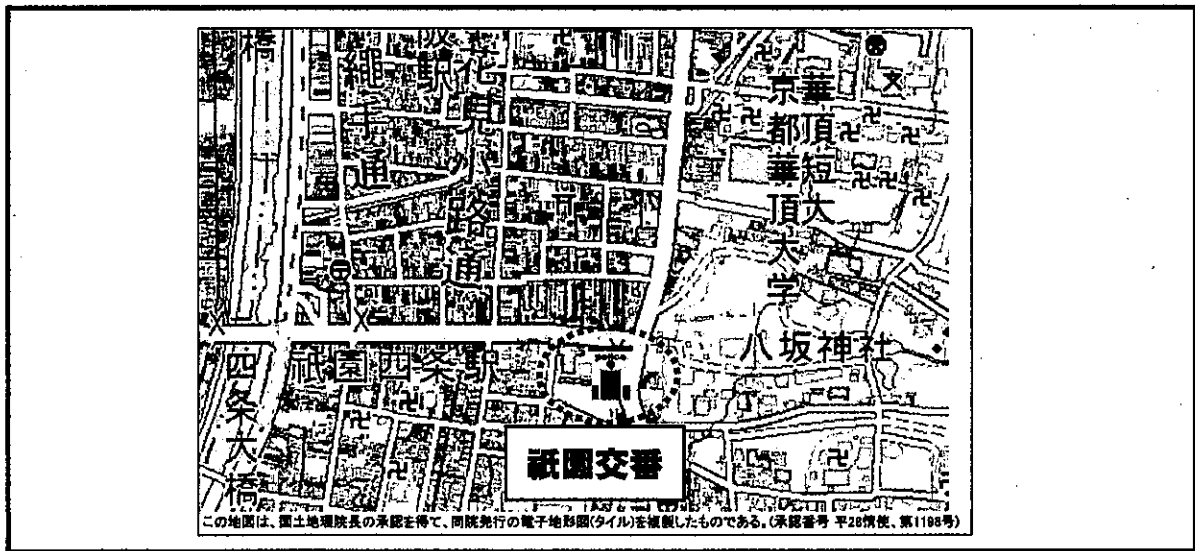 縄手通
花見小路通
華頂短大
京都華頂大学
八坂神社
祇園四条駅
四条大橋
祇園交番
この地図は、国土地理院長の承認を得て、同院発行の電子地形図(タイル)を複製したものである。(承認番号 平28情使、第1198号)